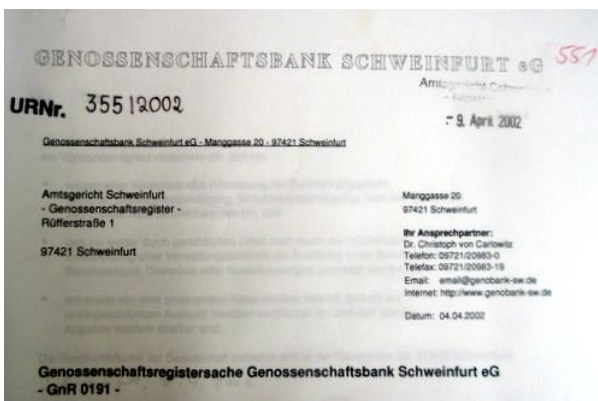 GENOSSENSCHAFTSBANK SCHWEINFURT eG
551
URNr. 355|2002
9. April 2002
Genossenschaftsbank Schweinfurt eG - Manggasse 20 - 97421 Schweinfurt
Amtsgericht Schweinfurt
- Genossenschaftsregister -
Rüfferstraße 1
97421 Schweinfurt
Manggasse 20
97421 Schweinfurt
Ihr Ansprechpartner:
Dr. Christoph von Carlowitz
Telefon: 09721/20983-0
Telefax: 09721/20983-19
Email: email@genobank-sw.de
Internet: http://www.genobank-sw.de
Datum: 04.04.2002
Genossenschaftsregistersache Genossenschaftsbank Schweinfurt eG
- GnR 0191 -